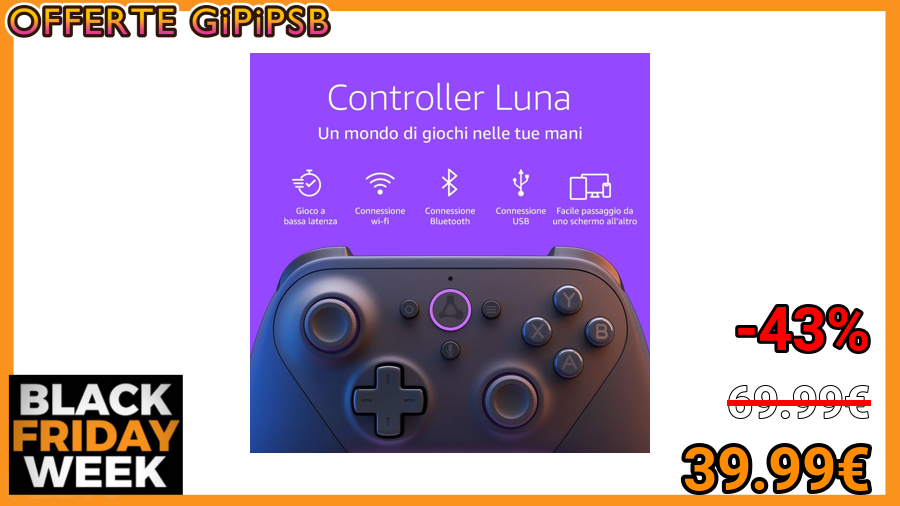 OFFERTE GiPiPSB
Controller Luna
Un mondo di giochi nelle tue mani
Gioco a
bassa latenza
Connessione
wi-fi
Connessione
Bluetooth
Connessione
USB
Facile passaggio da
uno schermo all'altro
Y
X
B
A
-43%
69.99€
39.99€
BLACK
FRIDAY
WEEK